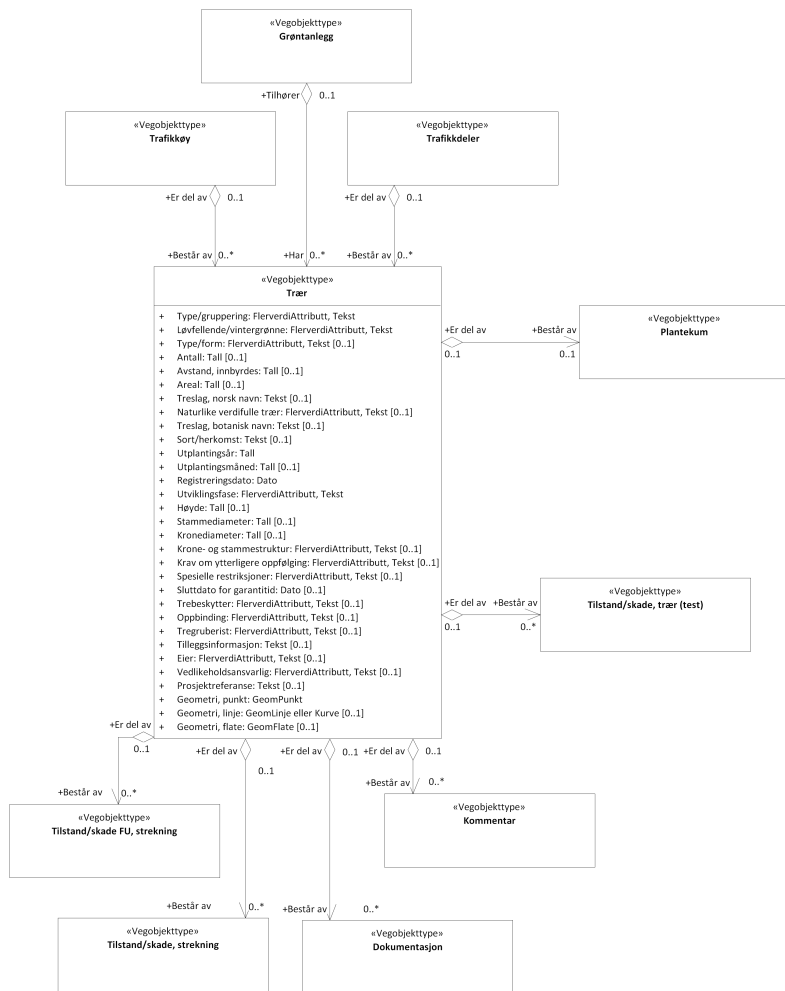 «Vegobjekttype»
Grøntanlegg
+Tilhører 0..1
«Vegobjekttype»
Trafikkøy
«Vegobjekttype»
Trafikkdeler
+Er del av 0..1
+Er del av 0..1
+Består av 0..*
+Har 0..*
+Består av 0..*
«Vegobjekttype»
Trær
+ Type/gruppering: FlerverdiAttributt, Tekst
+ Løvfellende/vintergrønne: FlerverdiAttributt, Tekst
+ Type/form: FlerverdiAttributt, Tekst [0..1]
+ Antall: Tall [0..1]
+ Avstand, innbyrdes: Tall [0..1]
+ Areal: Tall [0..1]
+ Treslag, norsk navn: Tekst [0..1]
+ Naturlike verdifulle trær: FlerverdiAttributt, Tekst [0..1]
+ Treslag, botanisk navn: Tekst [0..1]
+ Sort/herkomst: Tekst [0..1]
+ Utplantingsår: Tall
+ Utplantingsmåned: Tall [0..1]
+ Registreringsdato: Dato
+ Utviklingsfase: FlerverdiAttributt, Tekst
+ Høyde: Tall [0..1]
+ Stammediameter: Tall [0..1]
+ Kronediameter: Tall [0..1]
+ Krone- og stammestruktur: FlerverdiAttributt, Tekst [0..1]
+ Krav om ytterligere oppfølging: FlerverdiAttributt, Tekst [0..1]
+ Spesielle restriksjoner: FlerverdiAttributt, Tekst [0..1]
+ Sluttdato for garantitid: Dato [0..1]
+ Trebeskytter: FlerverdiAttributt, Tekst [0..1]
+ Oppbinding: FlerverdiAttributt, Tekst [0..1]
+ Tregruberist: FlerverdiAttributt, Tekst [0..1]
+ Tilleggsinformasjon: Tekst [0..1]
+ Eier: FlerverdiAttributt, Tekst [0..1]
+ Vedlikeholdsansvarlig: FlerverdiAttributt, Tekst [0..1]
+ Prosjektreferanse: Tekst [0..1]
+ Geometri, punkt: GeomPunkt
+ Geometri, linje: GeomLinje eller Kurve [0..1]
+ Geometri, flate: GeomFlate [0..1]
+Er del av +Består av
0..1 0..1
«Vegobjekttype»
Plantekum
+Er del av +Består av
0..1 0..*
«Vegobjekttype»
Tilstand/skade, trær (test)
+Er del av
0..1
+Er del av
0..1
+Er del av 0..1
+Er del av 0..1
+Består av 0..*
+Består av 0..*
«Vegobjekttype»
Tilstand/skade FU, strekning
«Vegobjekttype»
Kommentar
+Består av 0..*
+Består av 0..*
«Vegobjekttype»
Tilstand/skade, strekning
«Vegobjekttype»
Dokumentasjon